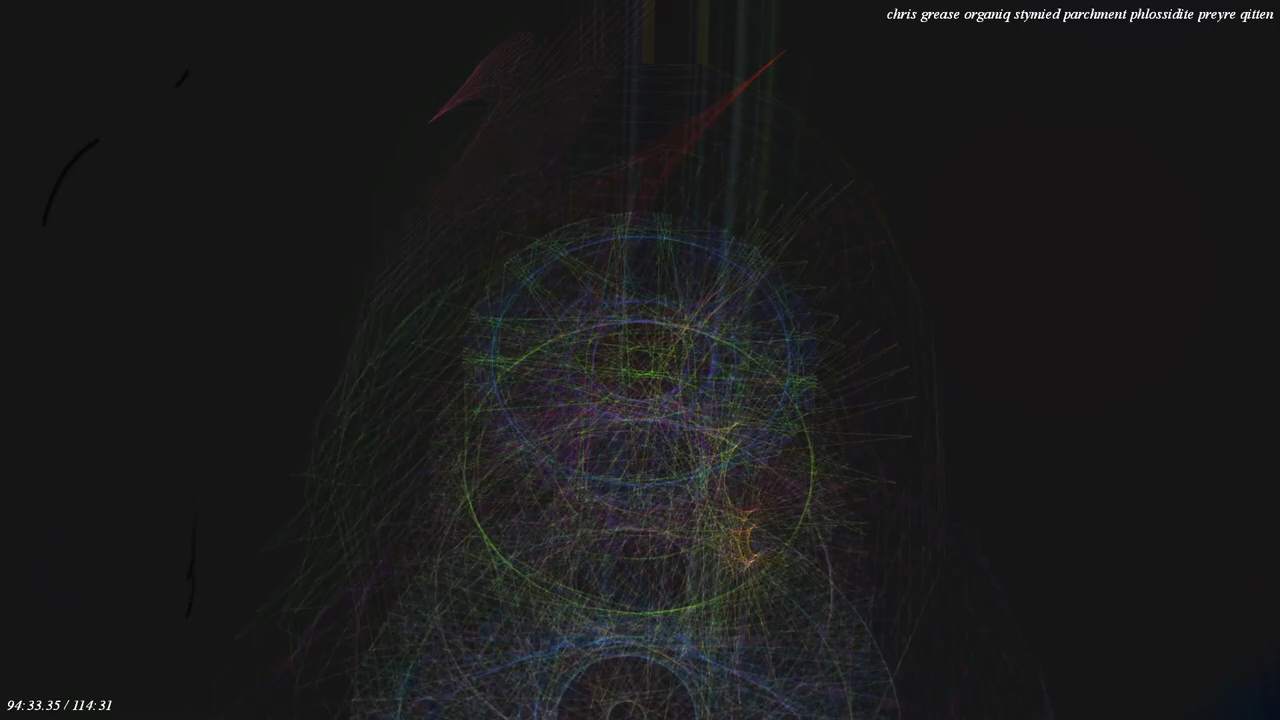 chris grease organiq stymied parchment phlossidite preyre qitten
94:33.35 / 114:31